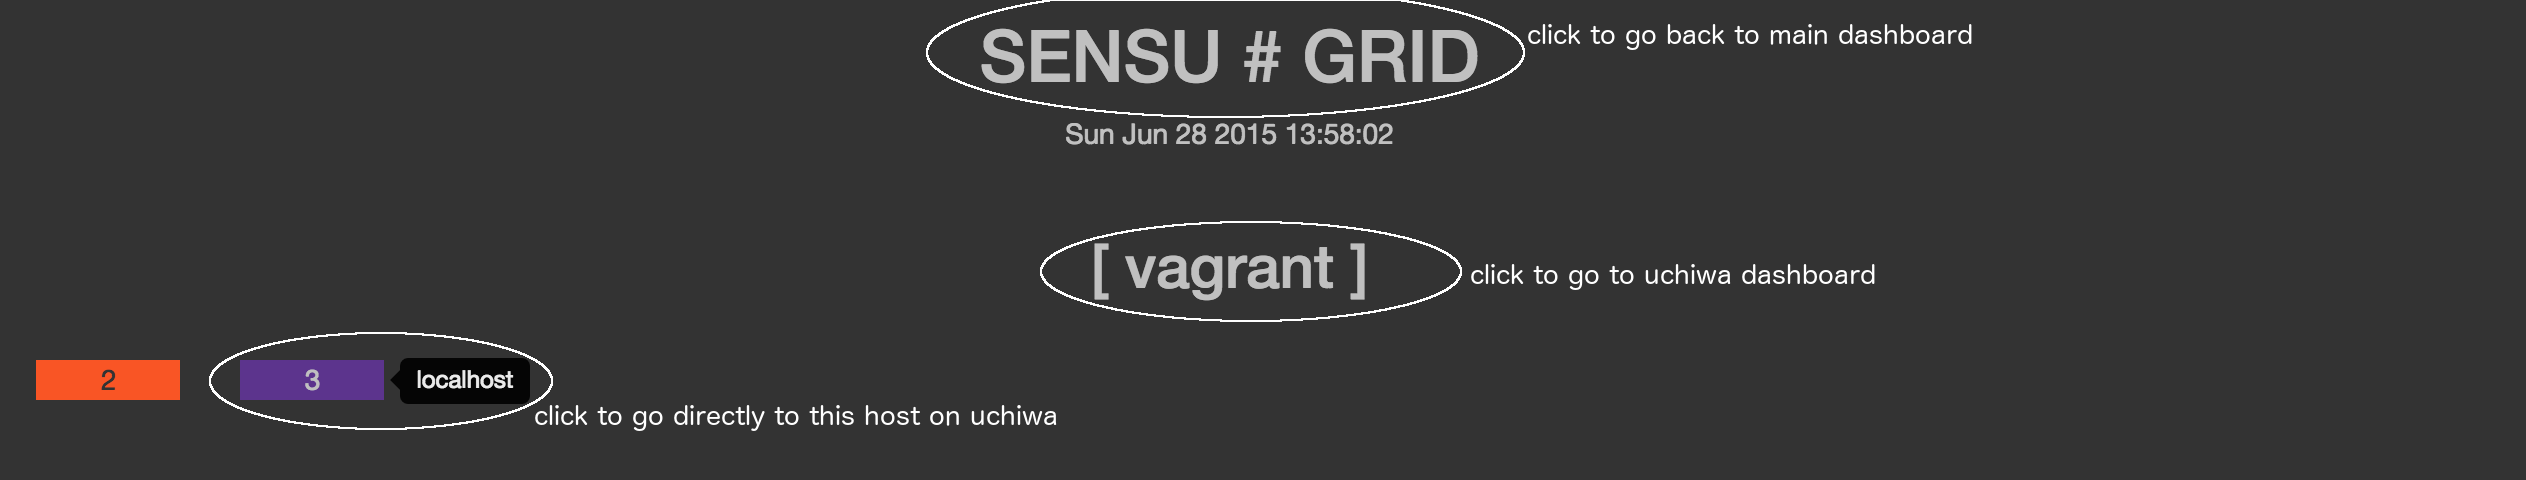 SENSU # GRID
click to go back to main dashboard
Sun Jun 28 2015 13:58:02
[ vagrant ]
click to go to uchiwa dashboard
2
3
localhost
click to go directly to this host on uchiwa